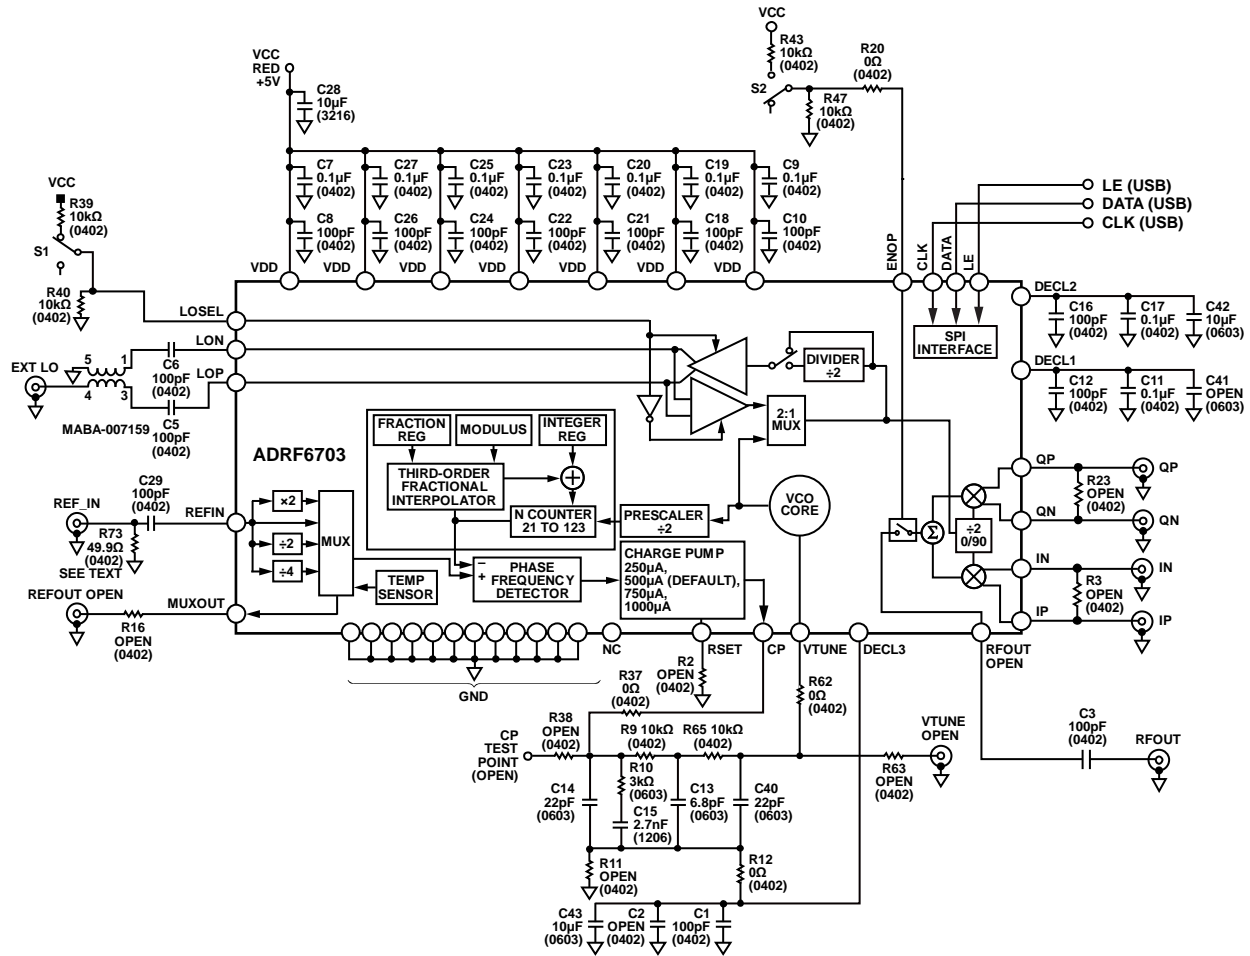 VCC
RED
+5V
C28
10µF
(3216)
VCC
R43
10kΩ
(0402)
R20
0Ω
(0402)
S2
R47
10kΩ
(0402)
C7
0.1µF
(0402)
C27
0.1µF
(0402)
C25
0.1µF
(0402)
C23
0.1µF
(0402)
C20
0.1µF
(0402)
C19
0.1µF
(0402)
C9
0.1µF
(0402)
C8
100pF
(0402)
C26
100pF
(0402)
C24
100pF
(0402)
C22
100pF
(0402)
C21
100pF
(0402)
C18
100pF
(0402)
C10
100pF
(0402)
VDD
VDD
VDD
VDD
VDD
VDD
VDD
ENOP
CLK
DATA
LE
LE (USB)
DATA (USB)
CLK (USB)
VCC
R39
10kΩ
(0402)
S1
R40
10kΩ
(0402)
LOSEL
LON
LOP
EXT LO
5
1
4
3
C6
100pF
(0402)
C5
100pF
(0402)
MABA-007159
DECL2
C16
100pF
(0402)
C17
0.1µF
(0402)
C42
10µF
(0603)
DECL1
C12
100pF
(0402)
C11
0.1µF
(0402)
C41
OPEN
(0603)
SPI
INTERFACE
DIVIDER
÷2
2:1
MUX
ADRF6703
FRACTION
REG
MODULUS
INTEGER
REG
THIRD-ORDER
FRACTIONAL
INTERPOLATOR
+
N COUNTER
21 TO 123
PRESCALER
÷2
VCO
CORE
×2
÷2
÷4
MUX
TEMP
SENSOR
−
+
PHASE
FREQUENCY
DETECTOR
CHARGE PUMP
250µA,
500µA (DEFAULT),
750µA,
1000µA
Σ
÷2
0/90
QP
R23
OPEN
(0402)
QP
QN
QN
IN
R3
OPEN
(0402)
IN
IP
IP
C29
100pF
(0402)
REF_IN
REFIN
R73
49.9Ω
(0402)
SEE TEXT
REFOUT OPEN
MUXOUT
R16
OPEN
(0402)
GND
NC
RSET
CP
VTUNE
DECL3
RFOUT
OPEN
R2
OPEN
(0402)
R37
0Ω
(0402)
R62
0Ω
(0402)
R38
OPEN
(0402)
R9 10kΩ
(0402)
R65 10kΩ
(0402)
CP
TEST
POINT
(OPEN)
R10
3kΩ
(0603)
C14
22pF
(0603)
C15
2.7nF
(1206)
C13
6.8pF
(0603)
C40
22pF
(0603)
R63
OPEN
(0402)
VTUNE
OPEN
C3
100pF
(0402)
RFOUT
R11
OPEN
(0402)
R12
0Ω
(0402)
C43
10µF
(0603)
C2
OPEN
(0402)
C1
100pF
(0402)